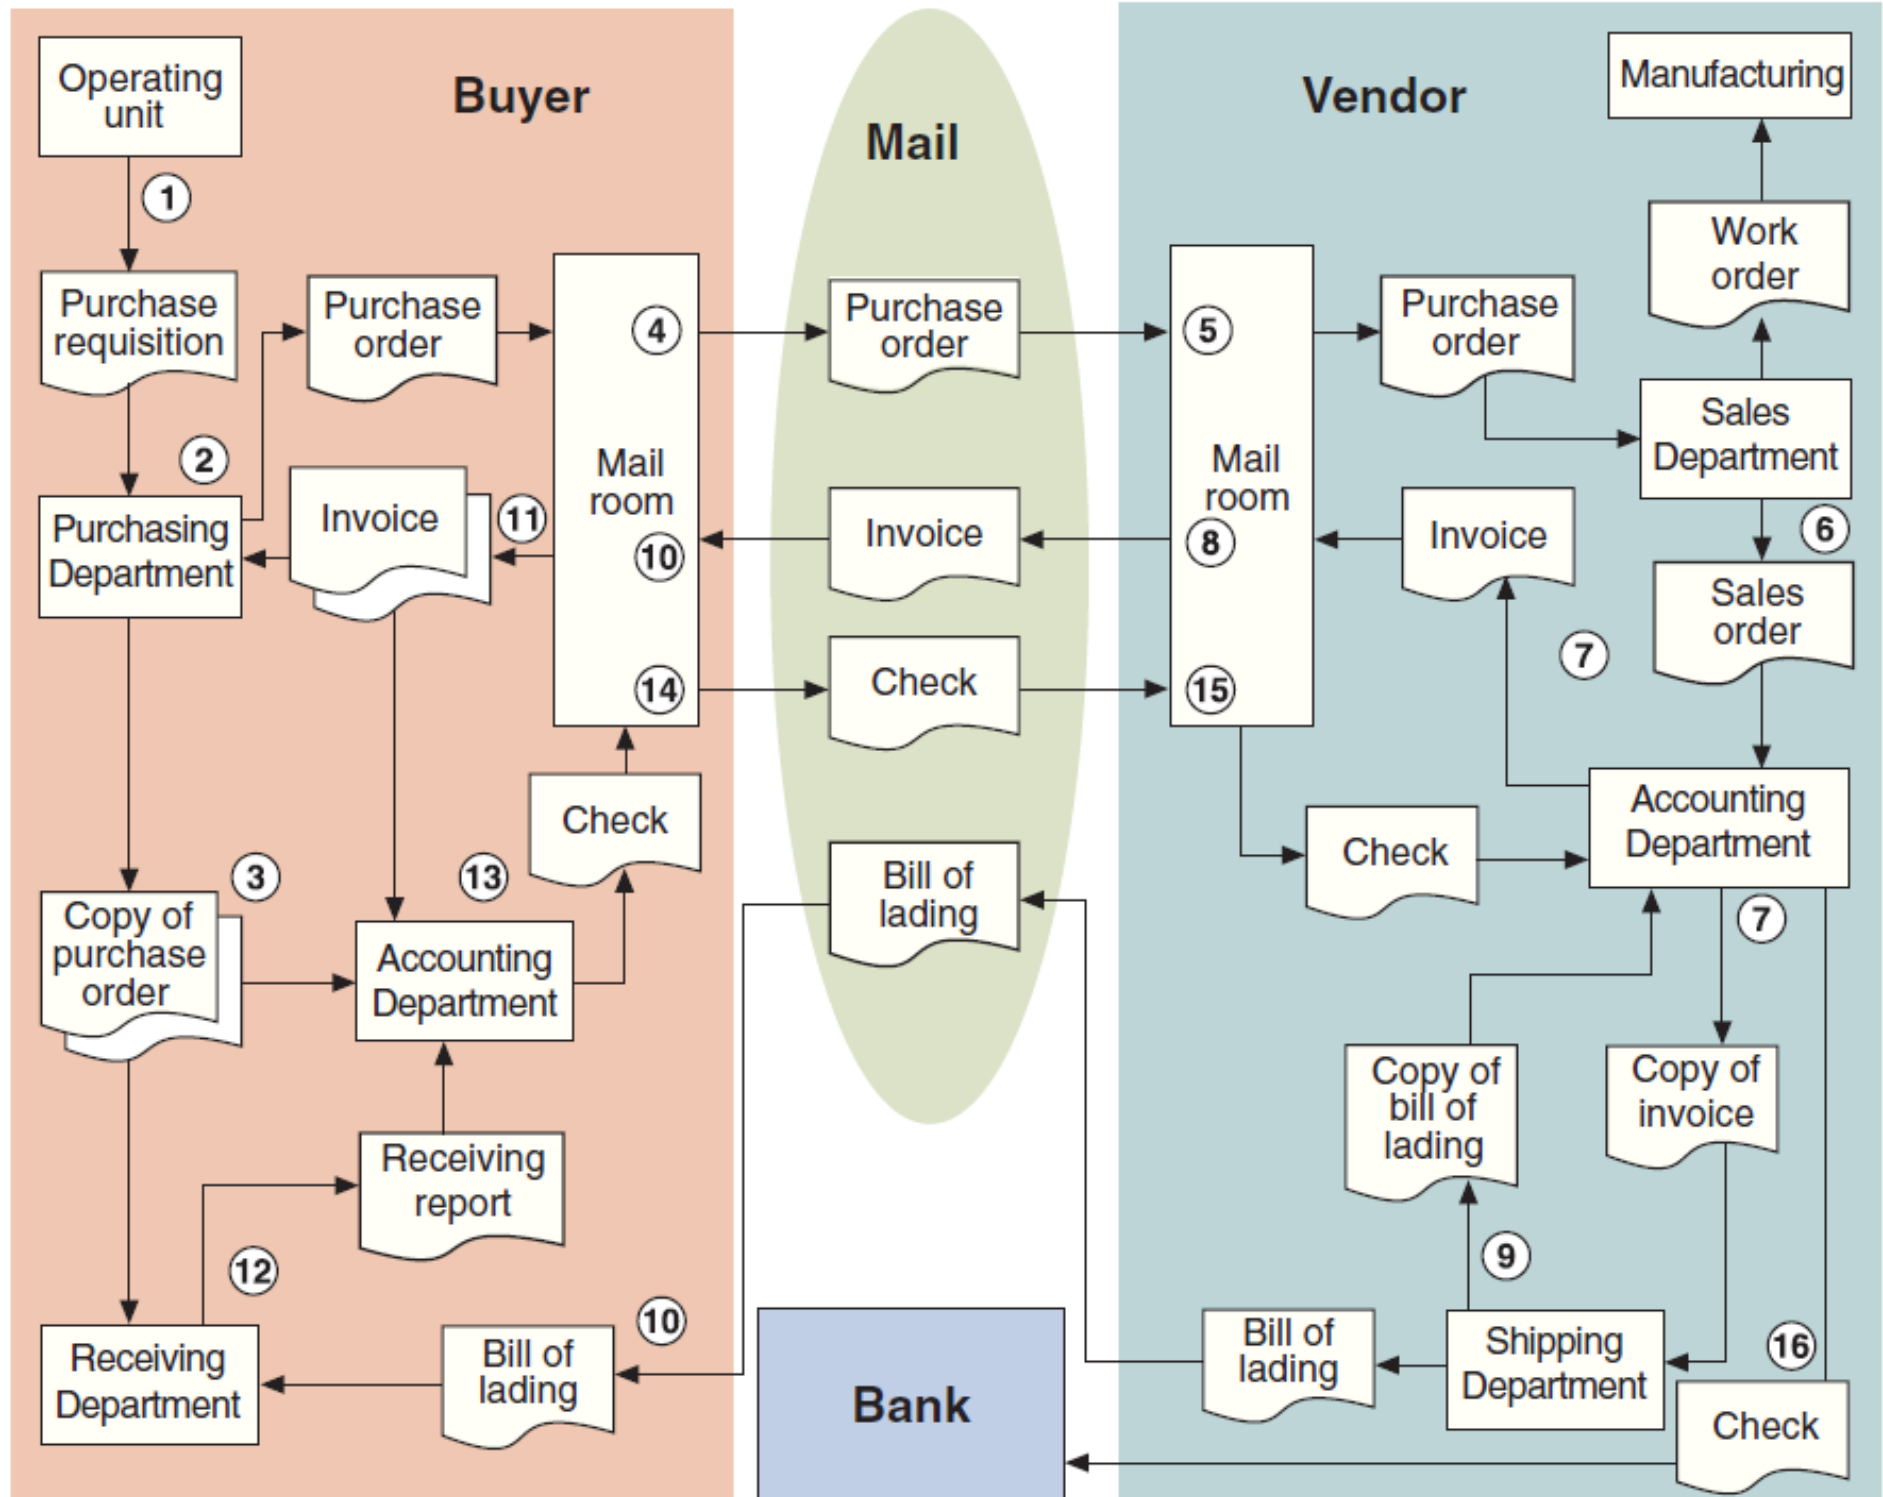 Buyer
Operating
unit
1
Purchase
requisition
2
Purchasing
Department
Purchase
order
Invoice
11
Mail
room
4
10
14
Check
3
Copy of
purchase
order
13
Accounting
Department
Receiving
report
12
Receiving
Department
Bill of
lading
10
Mail
Purchase
order
Invoice
Check
Bill of
lading
Bank
Vendor
Manufacturing
Work
order
5
Mail
room
8
15
Purchase
order
Sales
Department
6
Invoice
Sales
order
7
Accounting
Department
Check
7
Copy of
bill of
lading
Copy of
invoice
9
Bill of
lading
Shipping
Department
16
Check